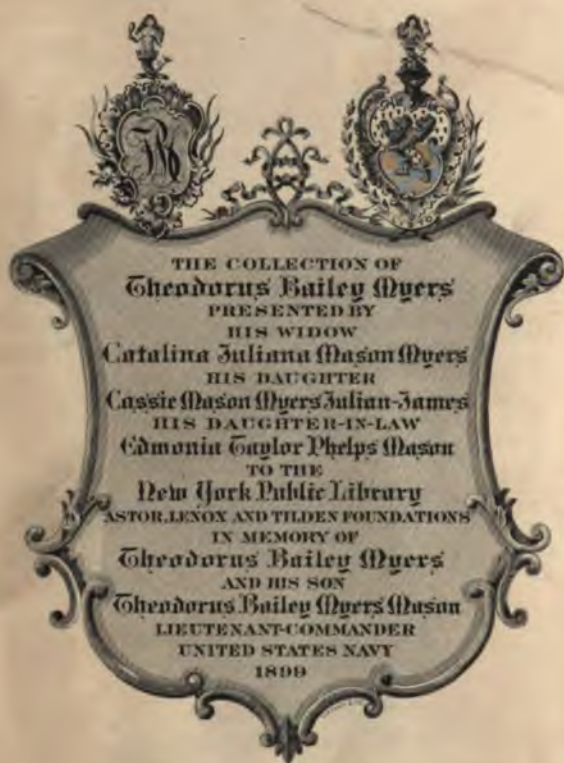 THE COLLECTION OF
Theodorus Bailey Myers
PRESENTED BY
HIS WIDOW
Catalina Juliana Mason Myers
HIS DAUGHTER
Cassie Mason Myers Julian-James
HIS DAUGHTER-IN-LAW
Edmonia Taylor Phelps Mason
TO THE
New York Public Library
ASTOR, LENOX AND TILDEN FOUNDATIONS
IN MEMORY OF
Theodorus Bailey Myers
AND HIS SON
Theodorus Bailey Myers Mason
LIEUTENANT-COMMANDER
UNITED STATES NAVY
1899